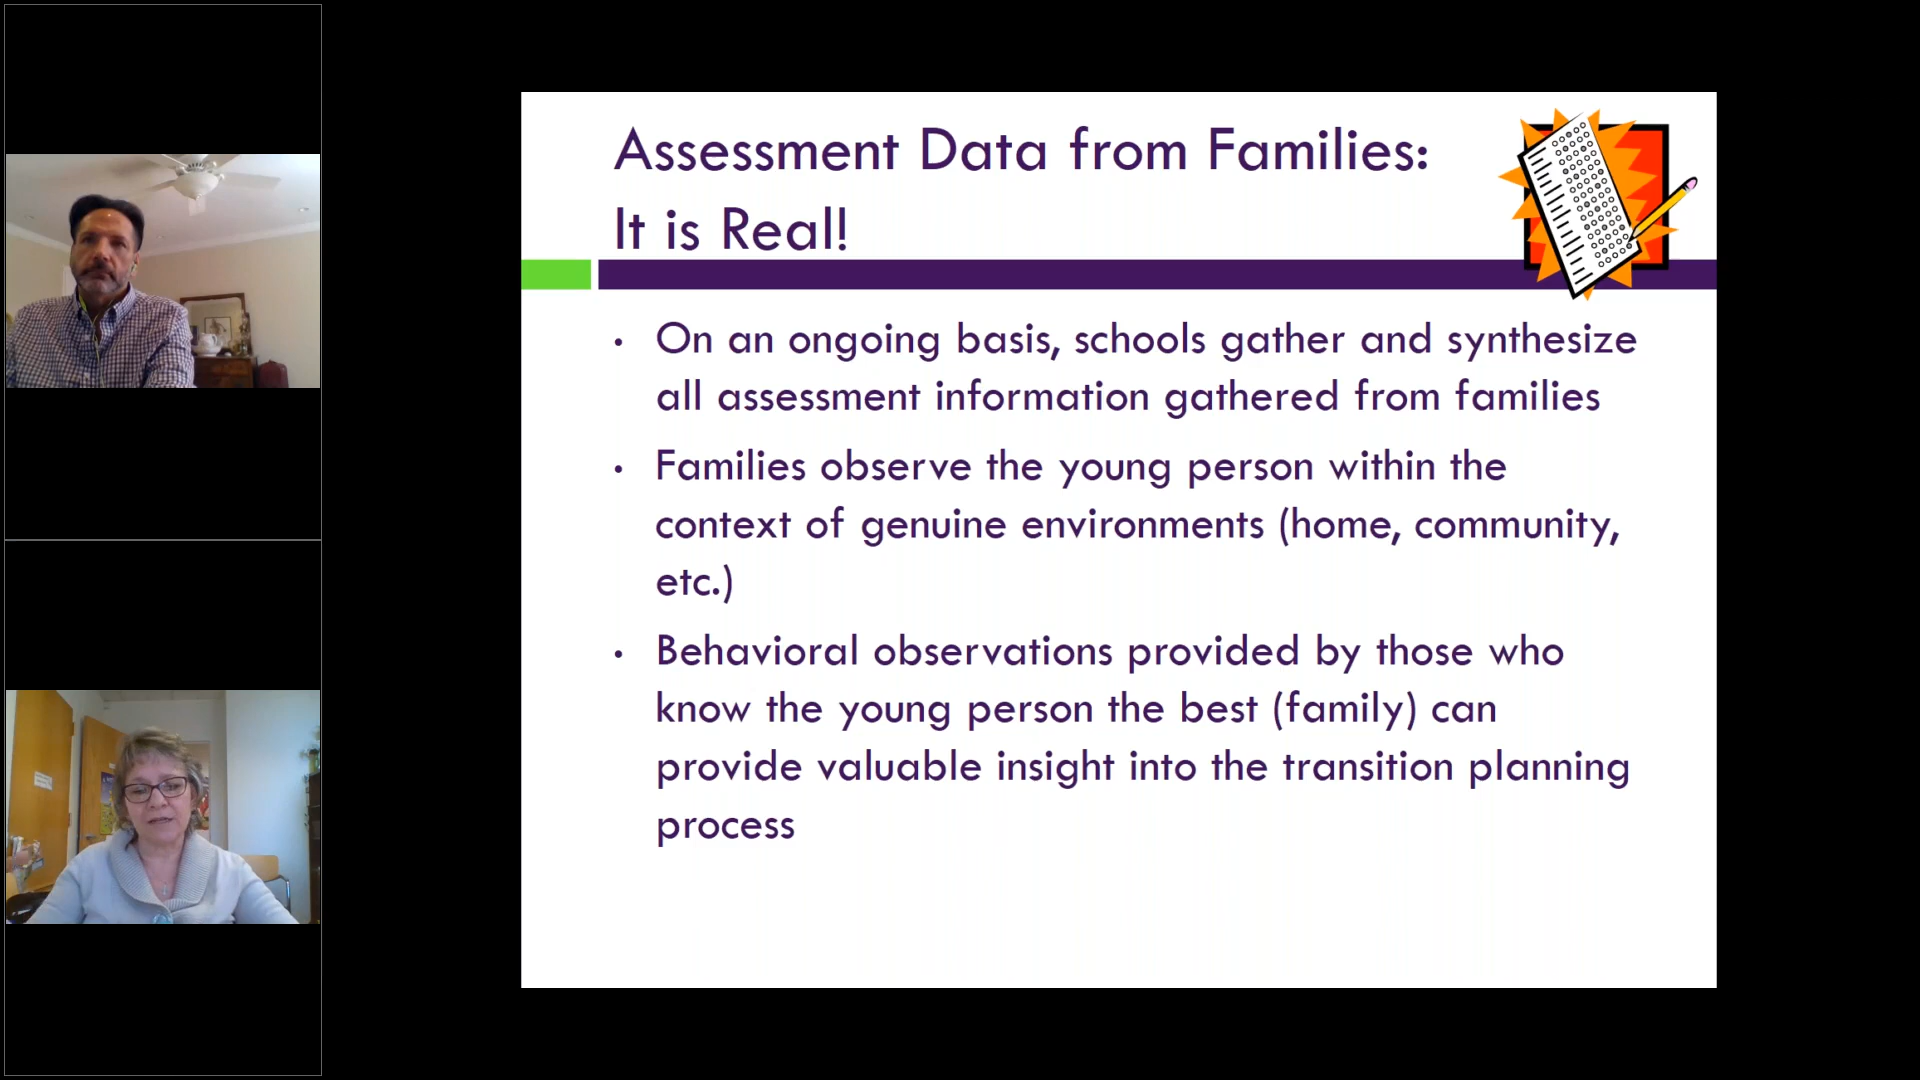 Assessment Data from Families:
It is Real!
• On an ongoing basis, schools gather and synthesize
all assessment information gathered from families
• Families observe the young person within the
context of genuine environments (home, community,
etc.)
• Behavioral observations provided by those who
know the young person the best (family) can
provide valuable insight into the transition planning
process